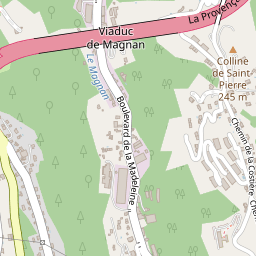 Viaduc
de Magnan
La Provenç
Le Magnan
Colline
de Saint-
Pierre
245 m
Boulevard de la Madeleine
Chemin de la Costière
Che